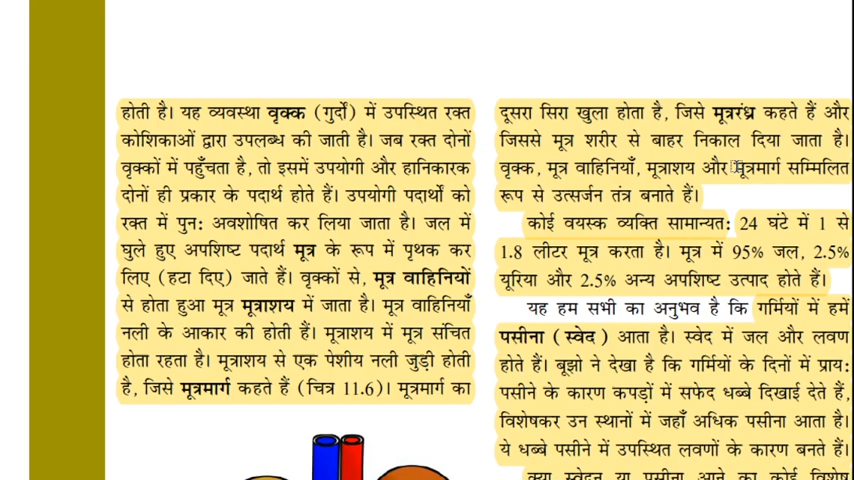 होती है। यह व्यवस्था वृक्क (गुर्दों) में उपस्थित रक्त
कोशिकाओं द्वारा उपलब्ध की जाती है। जब रक्त दोनों
वृक्कों में पहुँचता है, तो इसमें उपयोगी और हानिकारक
दोनों ही प्रकार के पदार्थ होते हैं। उपयोगी पदार्थों को
रक्त में पुन: अवशोषित कर लिया जाता है। जल में
घुले हुए अपशिष्ट पदार्थ मूत्र के रूप में पृथक कर
लिए (हटा दिए) जाते हैं। वृक्कों से, मूत्र वाहिनियों
से होता हुआ मूत्र मूत्राशय में जाता है। मूत्र वाहिनियाँ
नली के आकार की होती हैं। मूत्राशय में मूत्र संचित
होता रहता है। मूत्राशय से एक पेशीय नली जुड़ी होती
है, जिसे मूत्रमार्ग कहते हैं (चित्र 11.6)। मूत्रमार्ग का
दूसरा सिरा खुला होता है, जिसे मूत्ररंध्र कहते हैं और
जिससे मूत्र शरीर से बाहर निकाल दिया जाता है।
वृक्क, मूत्र वाहिनियाँ, मूत्राशय और मूत्रमार्ग सम्मिलित
रूप से उत्सर्जन तंत्र बनाते हैं।
कोई वयस्क व्यक्ति सामान्यत: 24 घंटे में 1 से
1.8 लीटर मूत्र करता है। मूत्र में 95% जल, 2.5%
यूरिया और 2.5% अन्य अपशिष्ट उत्पाद होते हैं।
यह हम सभी का अनुभव है कि गर्मियों में हमें
पसीना (स्वेद) आता है। स्वेद में जल और लवण
होते हैं। बूझो ने देखा है कि गर्मियों के दिनों में प्राय:
पसीने के कारण कपड़ों में सफेद धब्बे दिखाई देते हैं,
विशेषकर उन स्थानों में जहाँ अधिक पसीना आता है।
ये धब्बे पसीने में उपस्थित लवणों के कारण बनते हैं।
क्या स्वेदन या पसीना आने का कोई विशेष